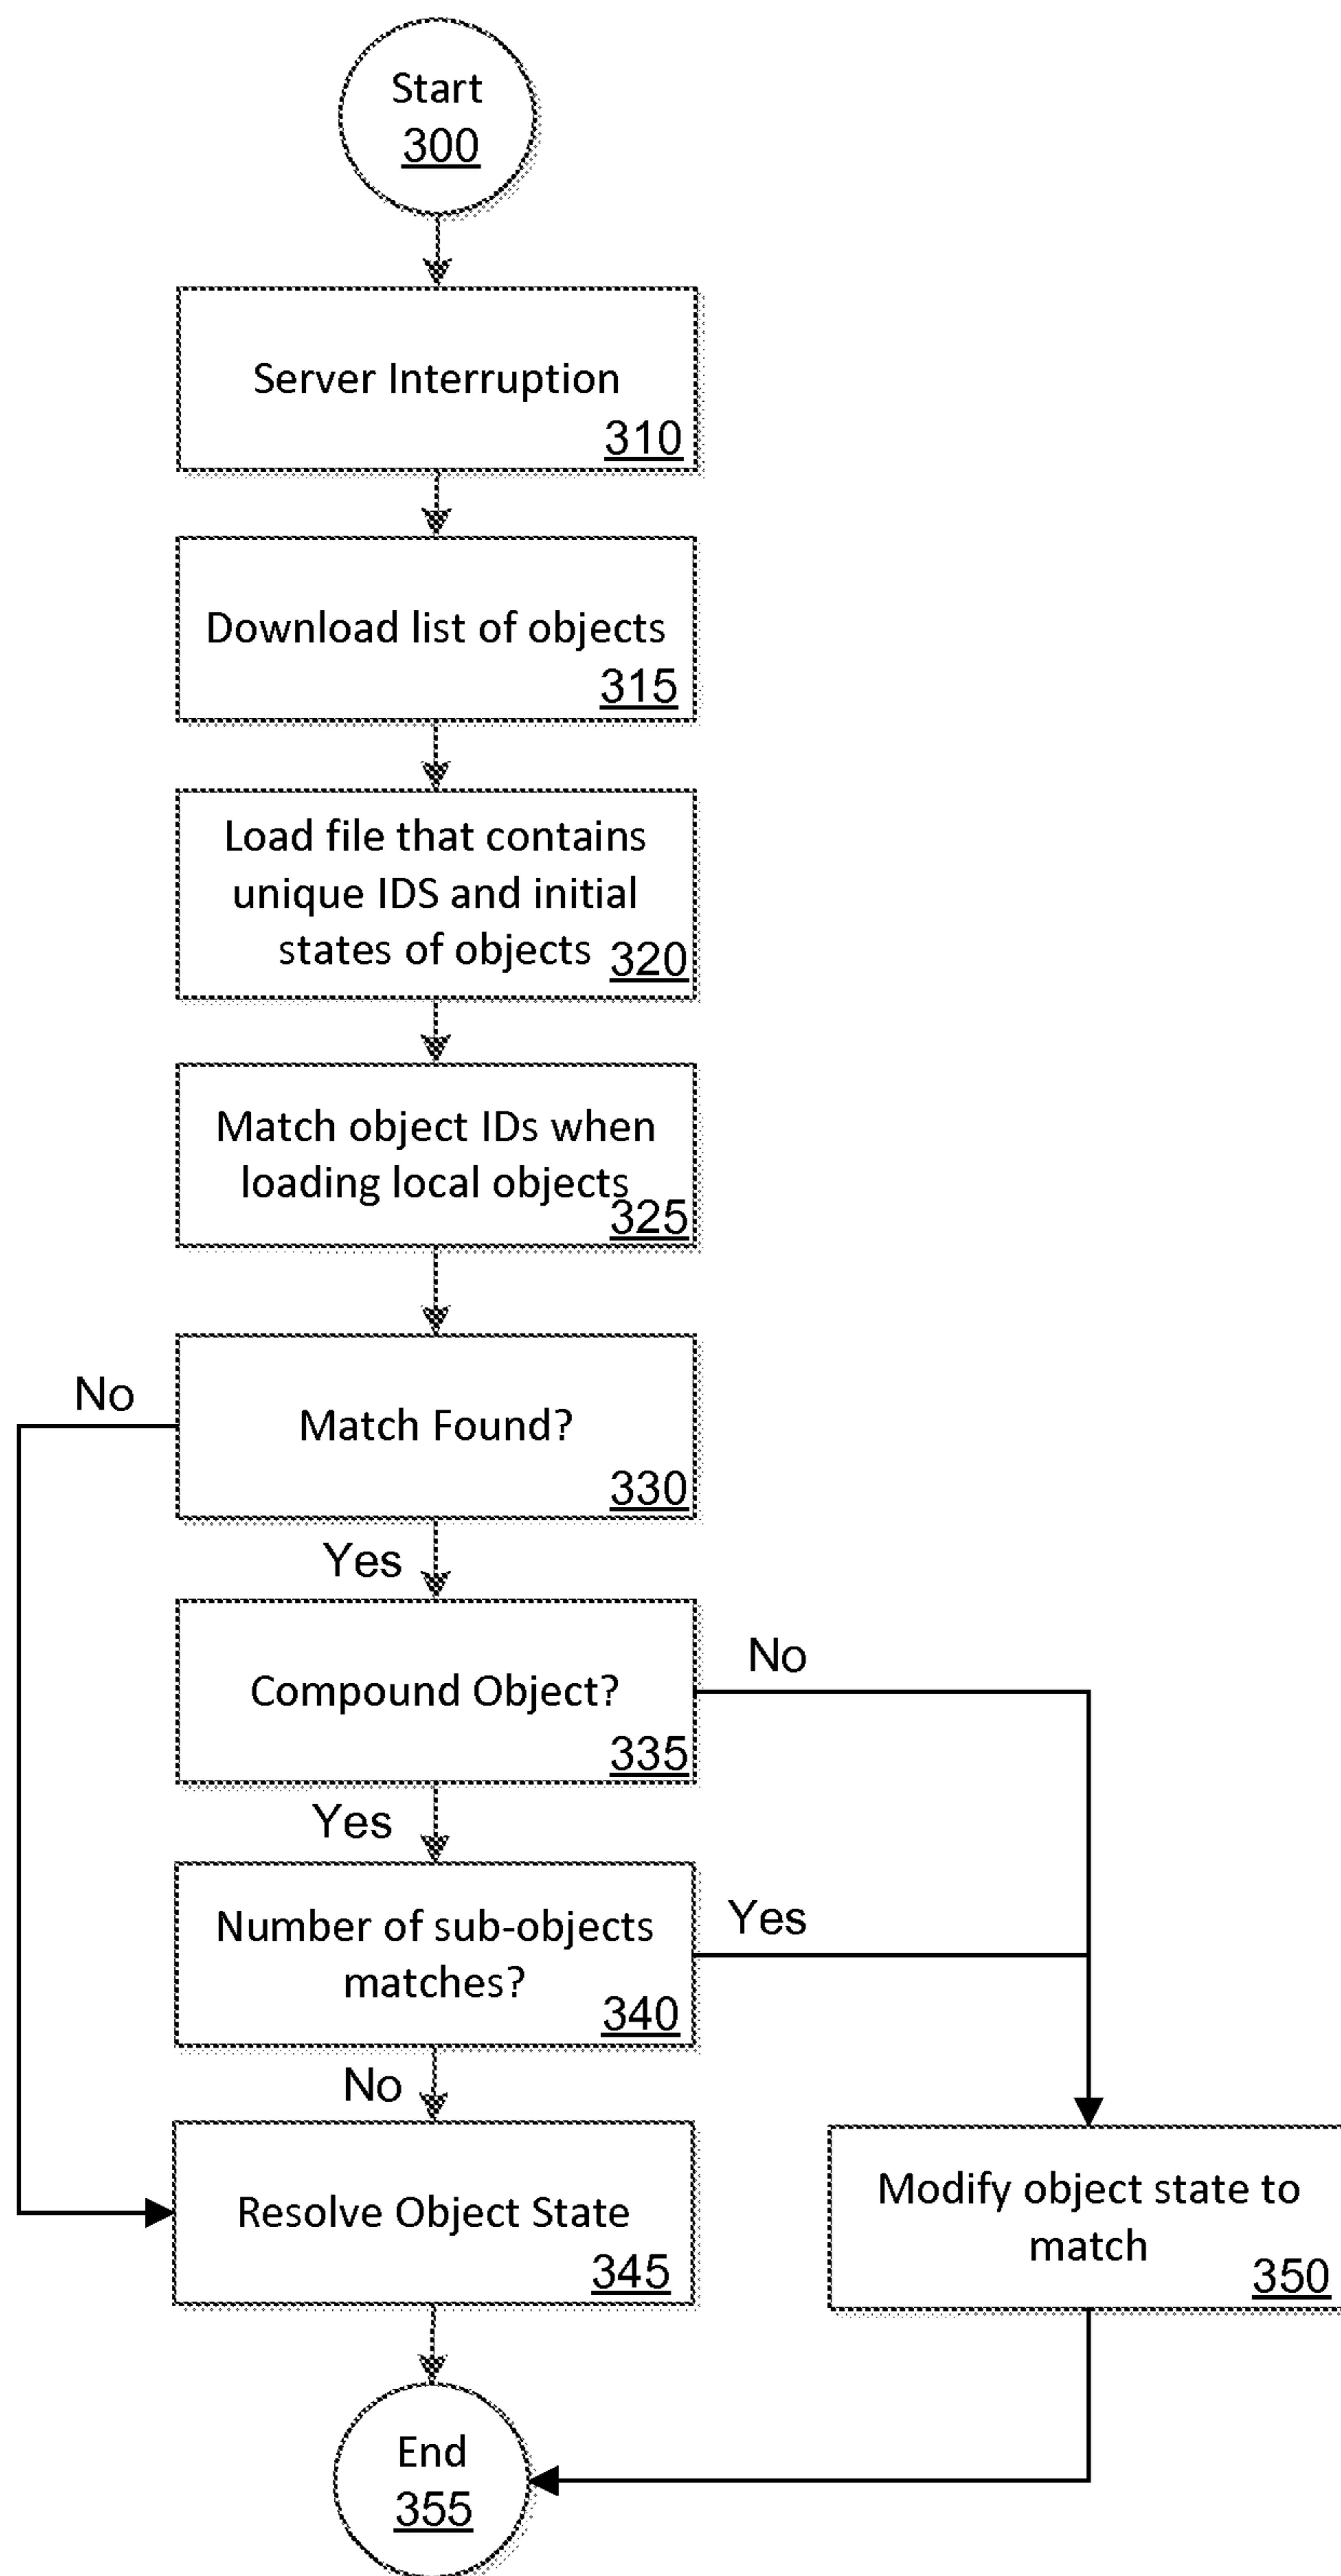 Start
300
Server Interruption
310
Download list of objects
315
Load file that contains
unique IDS and initial
states of objects 320
Match object IDs when
loading local objects
325
No
Match Found?
330
Yes
Compound Object?
335
No
Yes
Number of sub-objects
matches?
340
Yes
No
Resolve Object State
345
Modify object state to
match
350
End
355